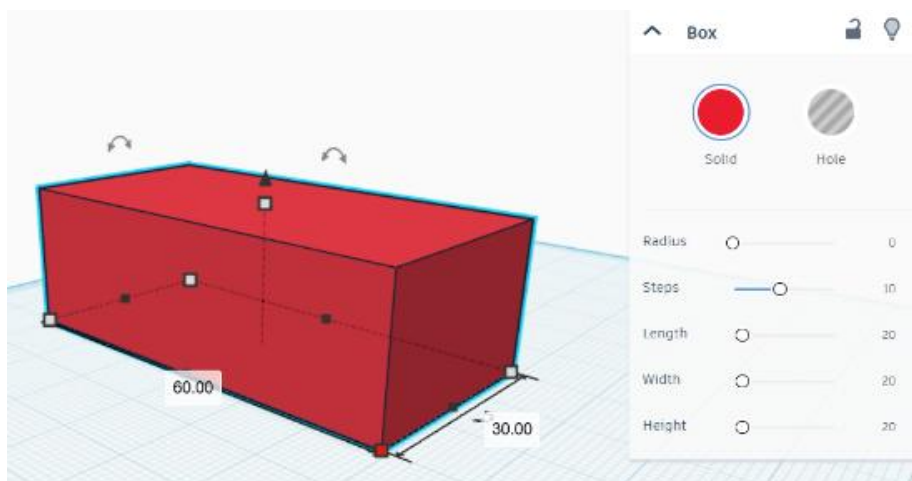 Box
Solid Hole
Radius 0
Steps 10
Length 20
Width 20
Height 20
60.00
30.00